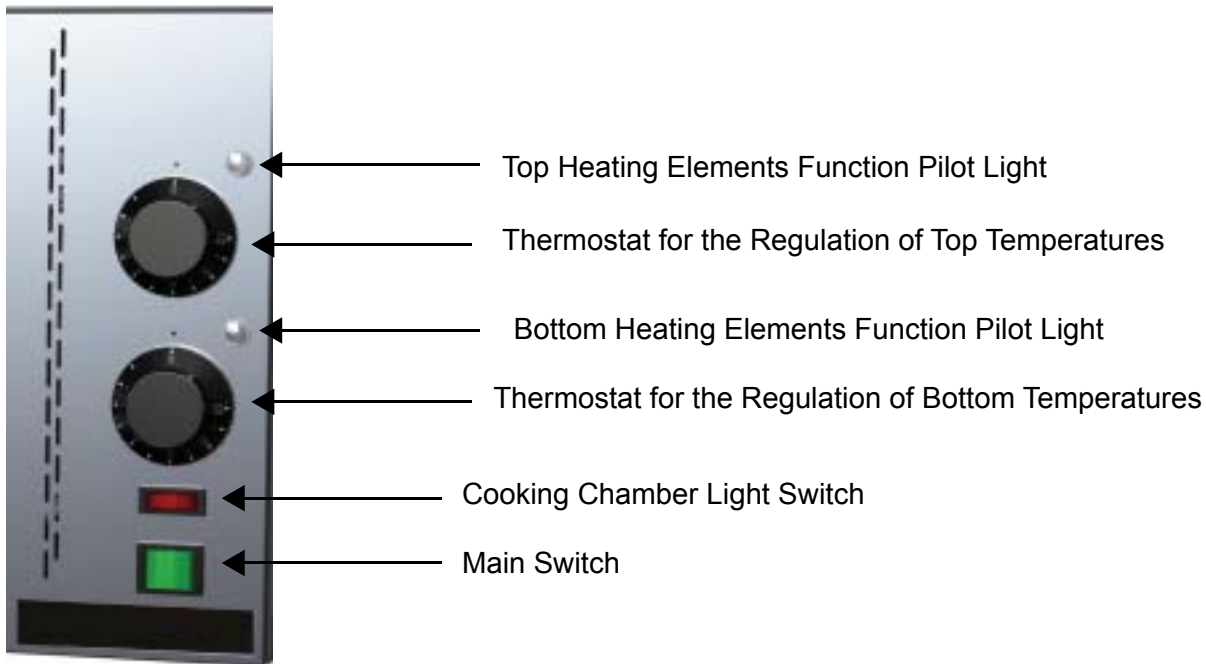 Top Heating Elements Function Pilot Light
Thermostat for the Regulation of Top Temperatures
Bottom Heating Elements Function Pilot Light
Thermostat for the Regulation of Bottom Temperatures
Cooking Chamber Light Switch
Main Switch